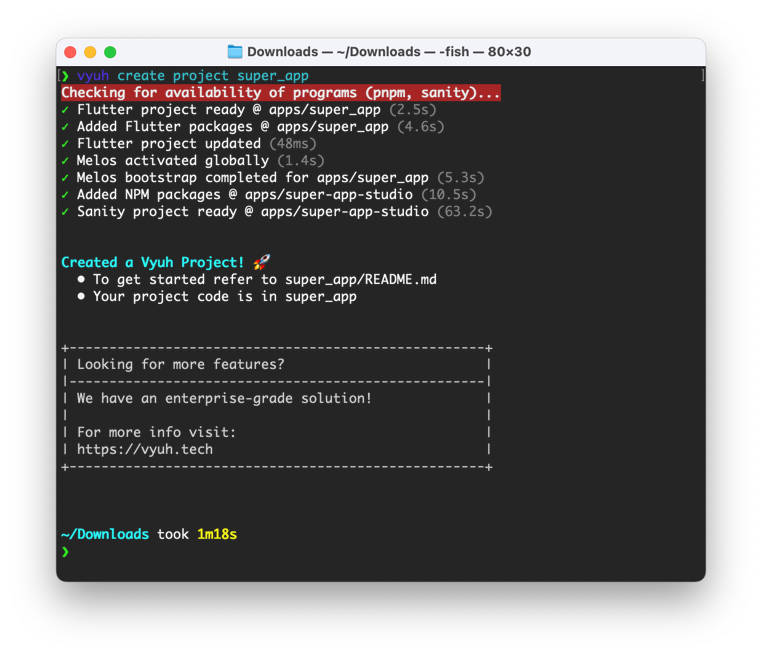 Downloads — ~/Downloads — -fish — 80×30
[❯ vyuh create project super_app ]
Checking for availability of programs (pnpm, sanity)...
✓ Flutter project ready @ apps/super_app (2.5s)
✓ Added Flutter packages @ apps/super_app (4.6s)
✓ Flutter project updated (48ms)
✓ Melos activated globally (1.4s)
✓ Melos bootstrap completed for apps/super_app (5.3s)
✓ Added NPM packages @ apps/super-app-studio (10.5s)
✓ Sanity project ready @ apps/super-app-studio (63.2s)
Created a Vyuh Project! 🚀
• To get started refer to super_app/README.md
• Your project code is in super_app
+----------------------------------------------------+
| Looking for more features? |
|----------------------------------------------------|
| We have an enterprise-grade solution! |
| |
| For more info visit: |
| https://vyuh.tech |
+----------------------------------------------------+
~/Downloads took 1m18s
❯